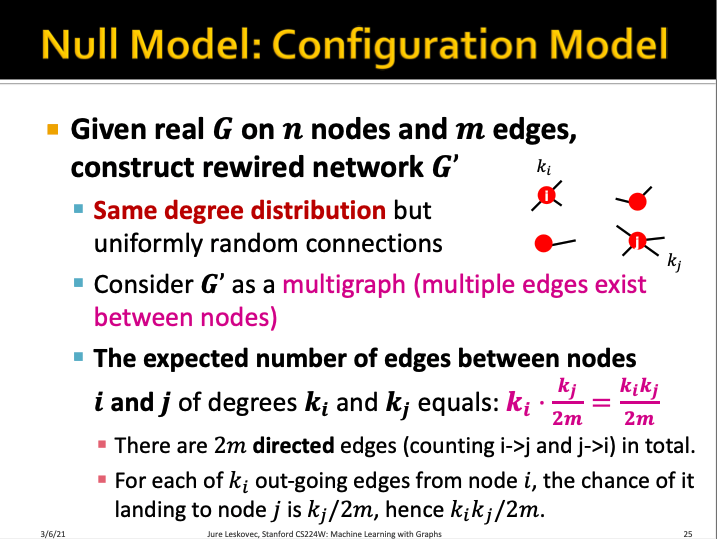 Null Model: Configuration Model
Given real G on n nodes and m edges,
construct rewired network G’
k_i
i
Same degree distribution but
uniformly random connections
j
k_j
Consider G’ as a multigraph (multiple edges exist
between nodes)
The expected number of edges between nodes
i and j of degrees k_i and k_j equals: k_i · k_j/2m = k_i k_j/2m
There are 2m directed edges (counting i->j and j->i) in total.
For each of k_i out-going edges from node i, the chance of it
landing to node j is k_j/2m, hence k_i k_j/2m.
3/6/21
Jure Leskovec, Stanford CS224W: Machine Learning with Graphs
25